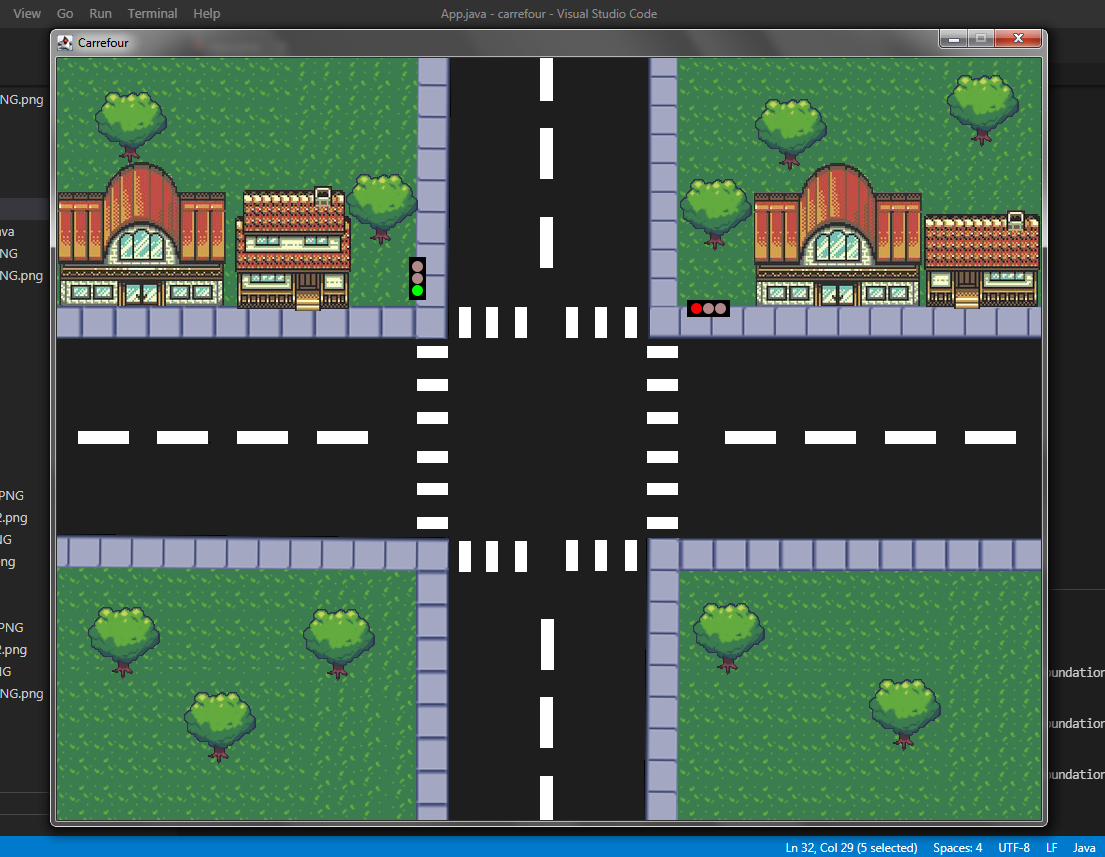 View Go Run Terminal Help App.java - carrefour - Visual Studio Code
Carrefour
NG.png
ava
NG
NG.png
PNG
2.png
NG
png
PNG
oundation
2.png
NG
oundation
NG.png
oundation
oundation
Ln 32, Col 29 (5 selected) Spaces: 4 UTF-8 LF Java